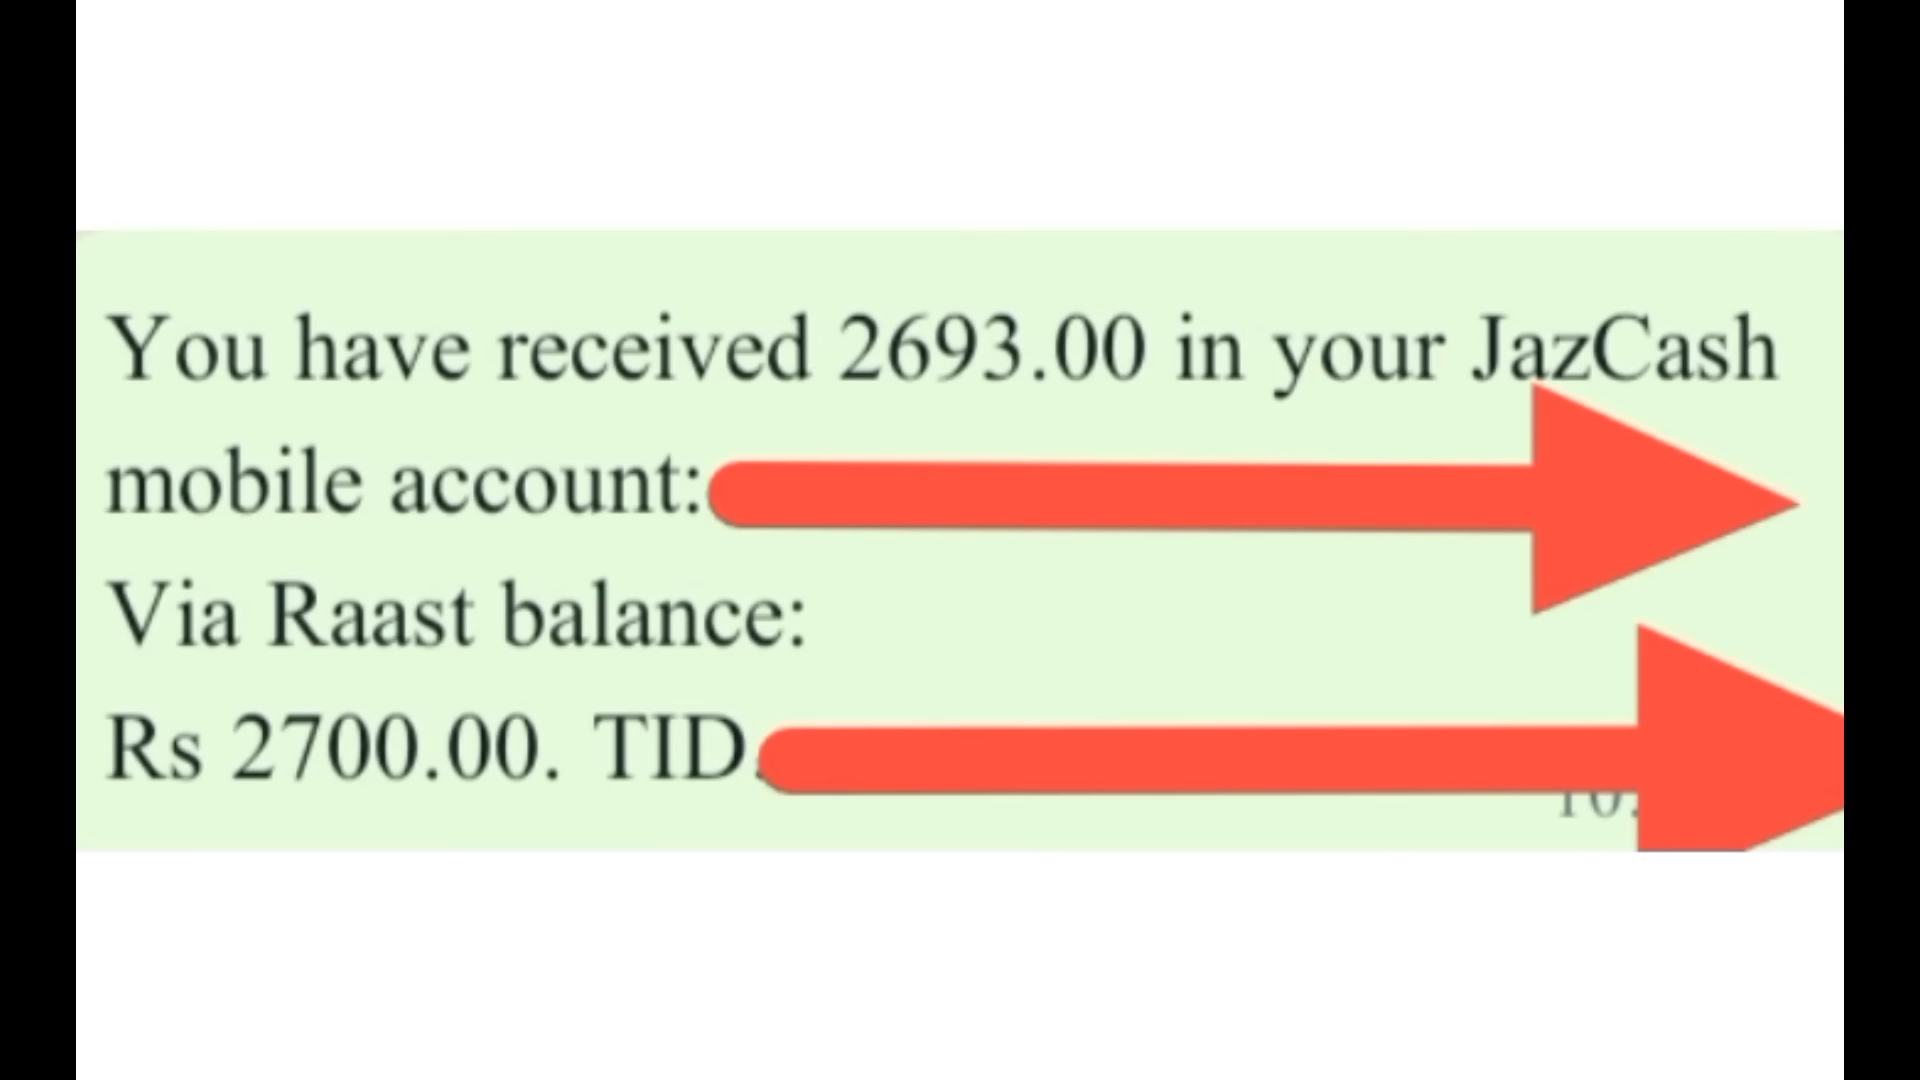 You have received 2693.00 in your JazCash
mobile account:
Via Raast balance:
Rs 2700.00. TID